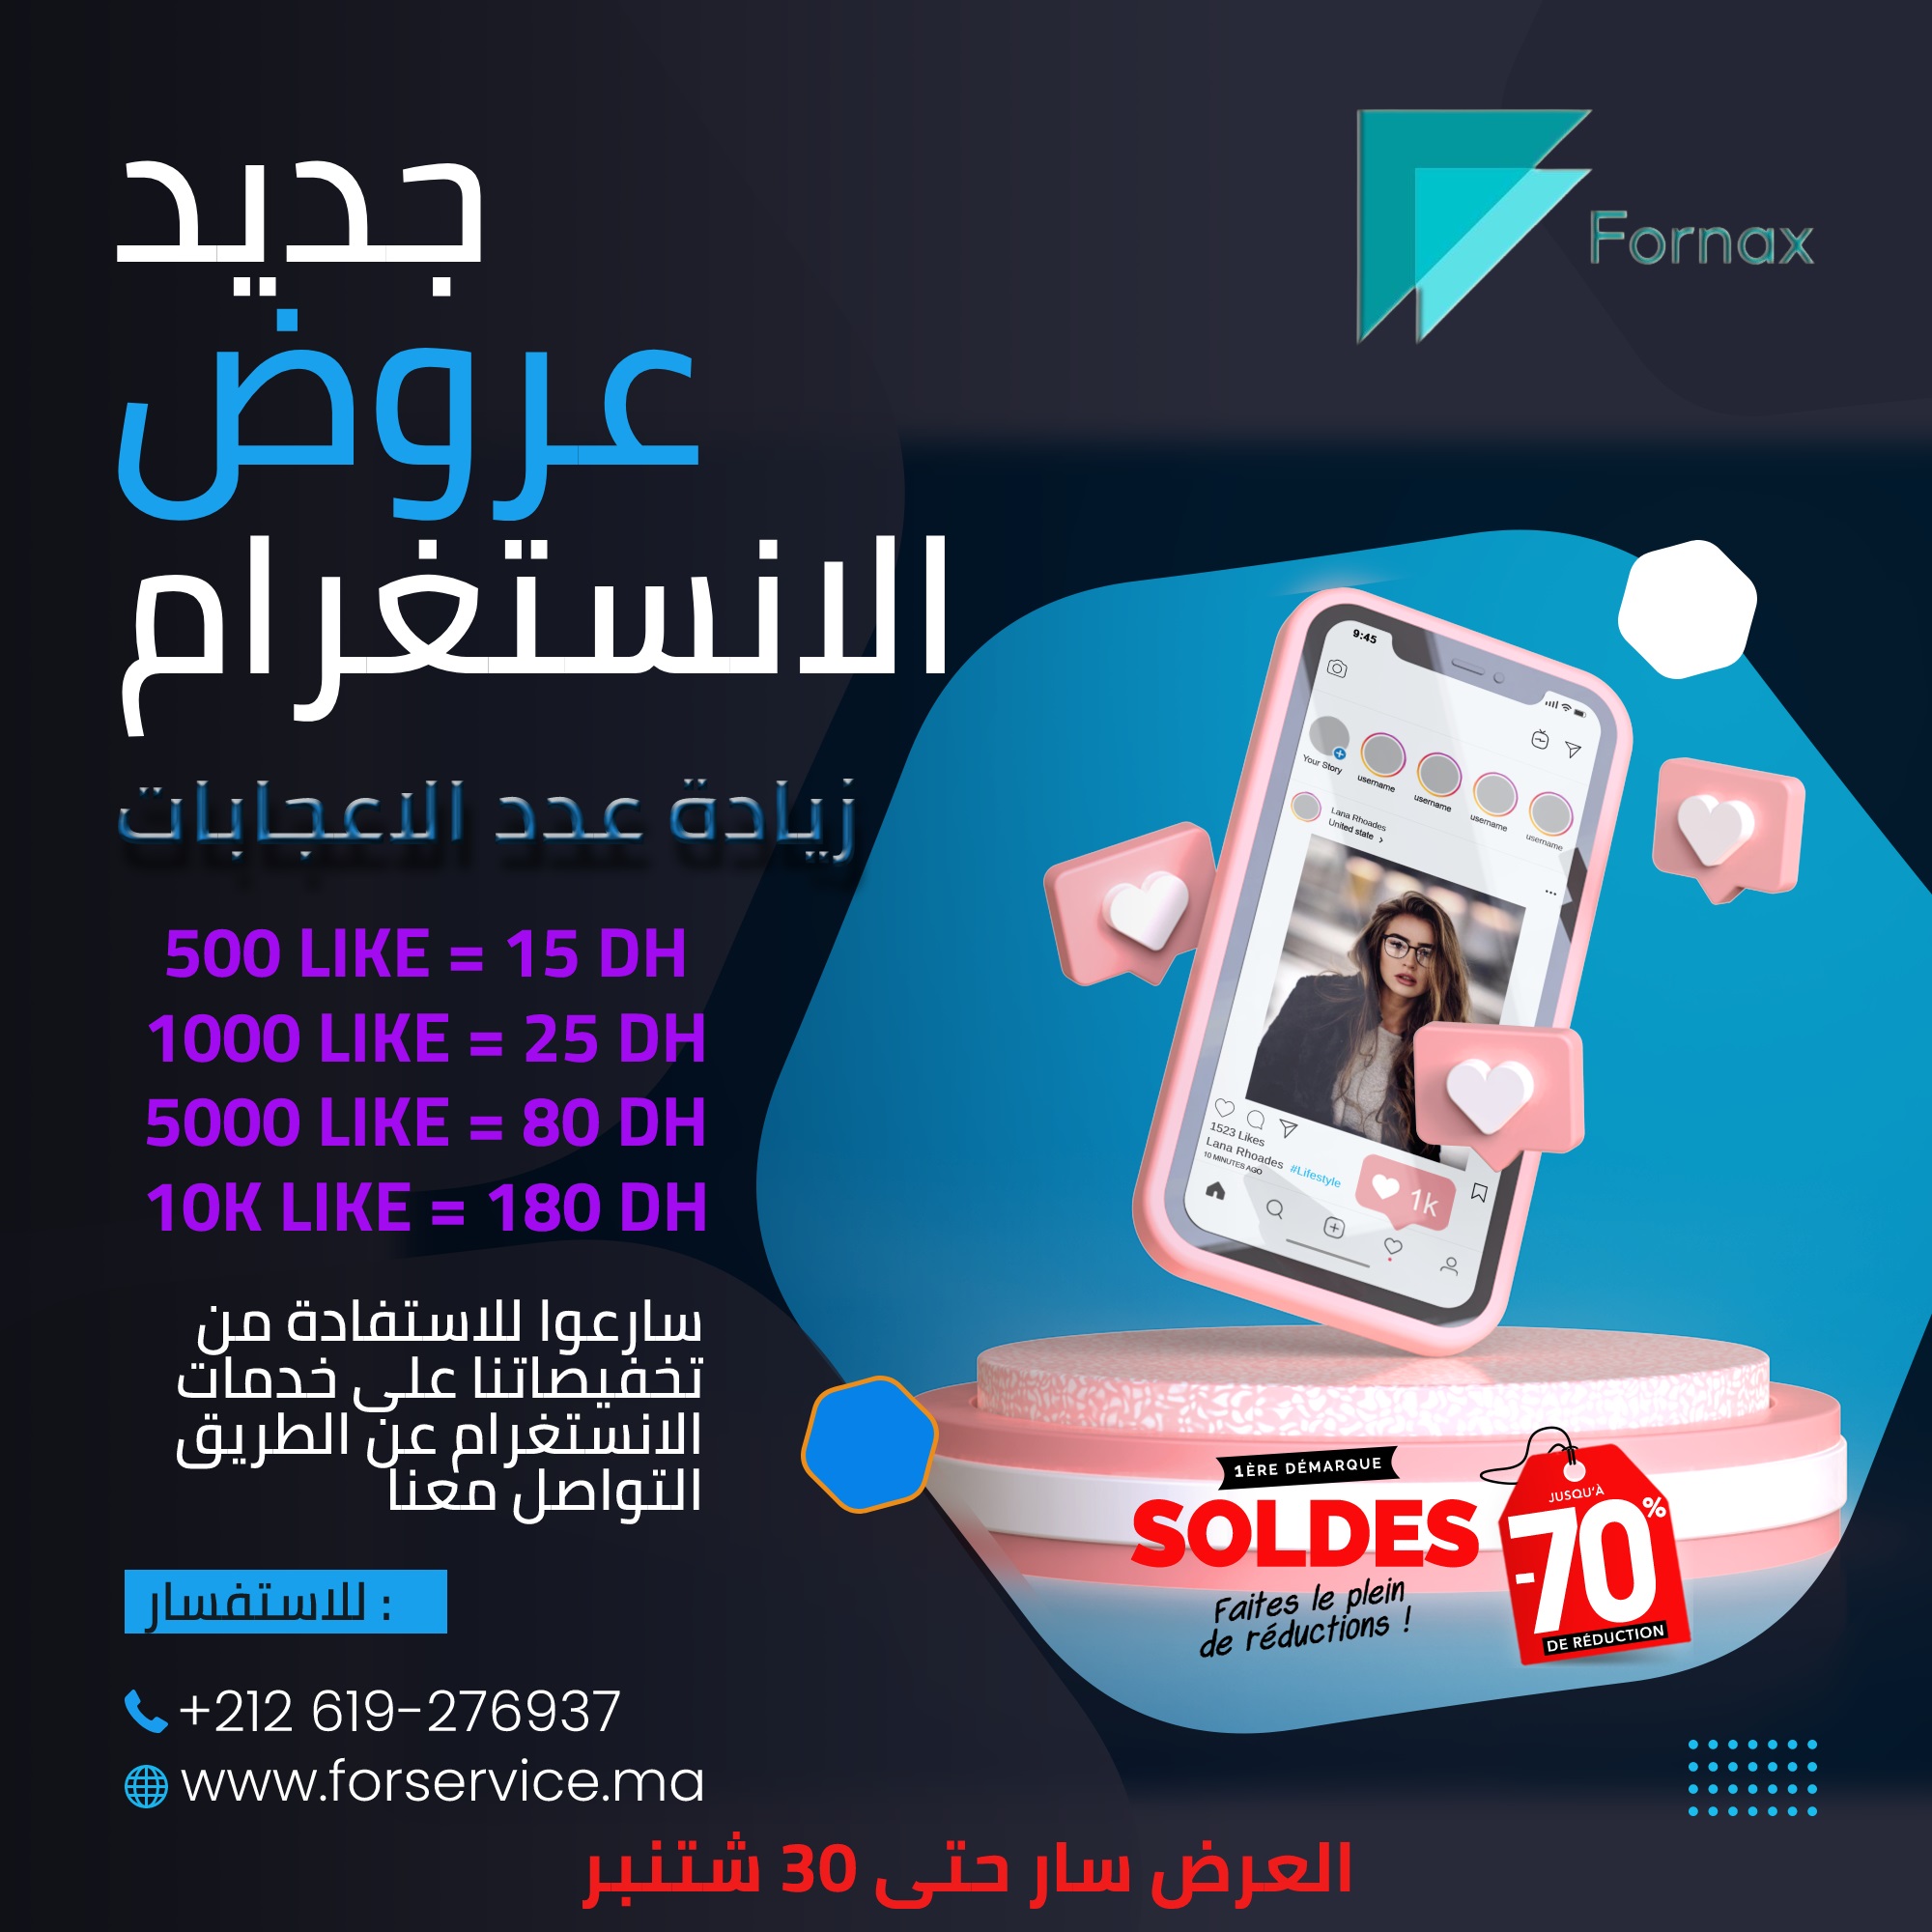 جديد
عروض
الانستغرام
زيادة عدد الاعجابات
500 LIKE = 15 DH
1000 LIKE = 25 DH
5000 LIKE = 80 DH
10K LIKE = 180 DH
سارعوا للاستفادة من
تخفيضاتنا على خدمات
الانستغرام عن الطريق
التواصل معنا
للاستفسار :
+212 619-276937
www.forservice.ma
العرض سار حتى 30 شتنبر
Fornax
9:45
Your Story
username
username
username
username
Lana Rhoades
United state >
1523 Likes
Lana Rhoades #Lifestyle
10 MINUTES AGO
1k
1ÈRE DÉMARQUE
SOLDES
Faites le plein
de réductions !
JUSQU'À
-70%
DE RÉDUCTION